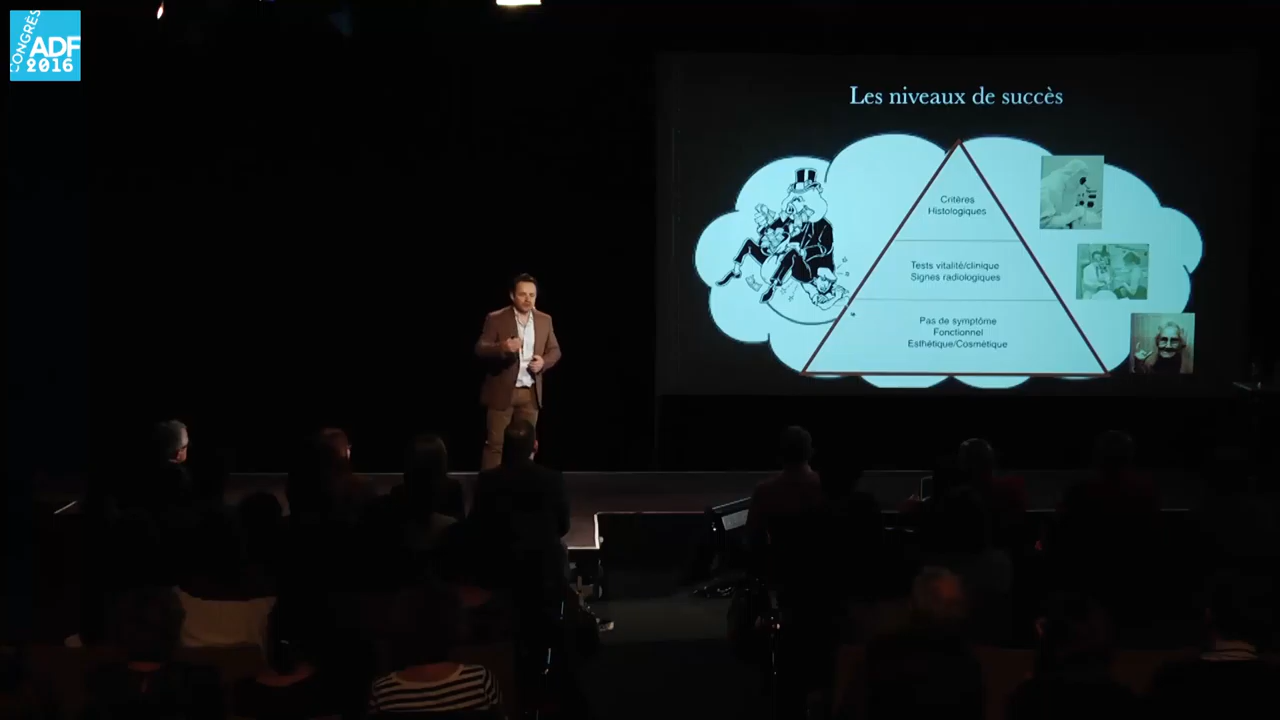 CONGRÈS
ADF
2016
Les niveaux de succès
Critères
Histologiques
Tests vitalité/clinique
Signes radiologiques
Pas de symptôme
Fonctionnel
Esthétique/Cosmétique